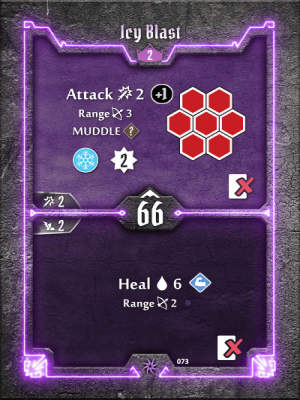 Icy Blast
2
Attack 2 +1
Range 3
MUDDLE ?
2
2
66
2
Heal 6
Range 2
073